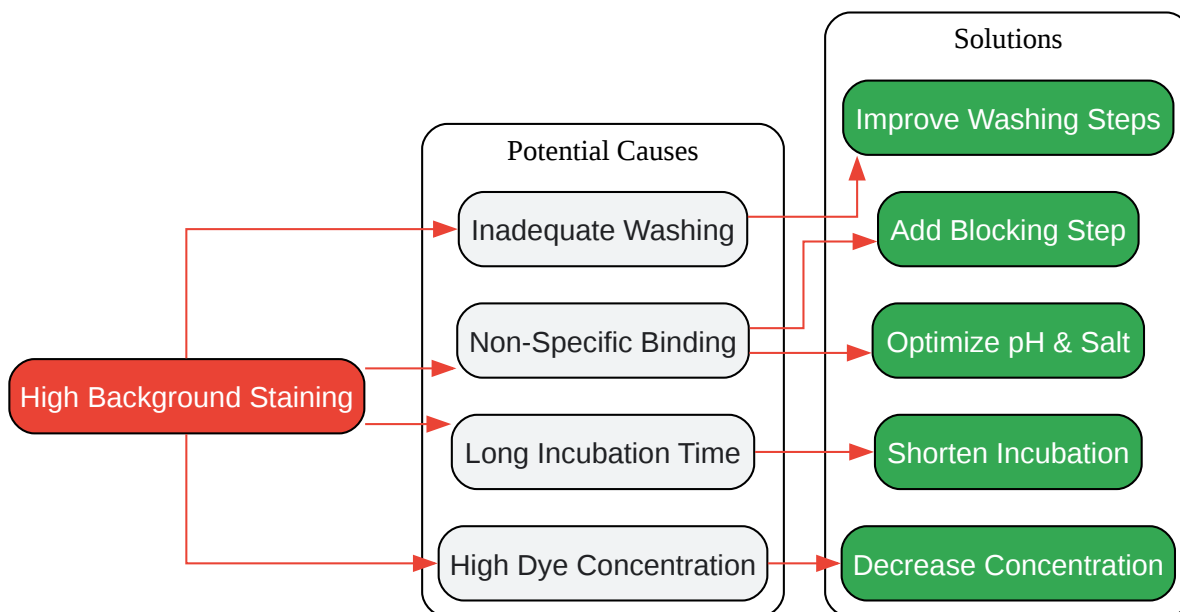 High Background Staining
Potential Causes
Inadequate Washing
Non-Specific Binding
Long Incubation Time
High Dye Concentration
Solutions
Improve Washing Steps
Add Blocking Step
Optimize pH & Salt
Shorten Incubation
Decrease Concentration